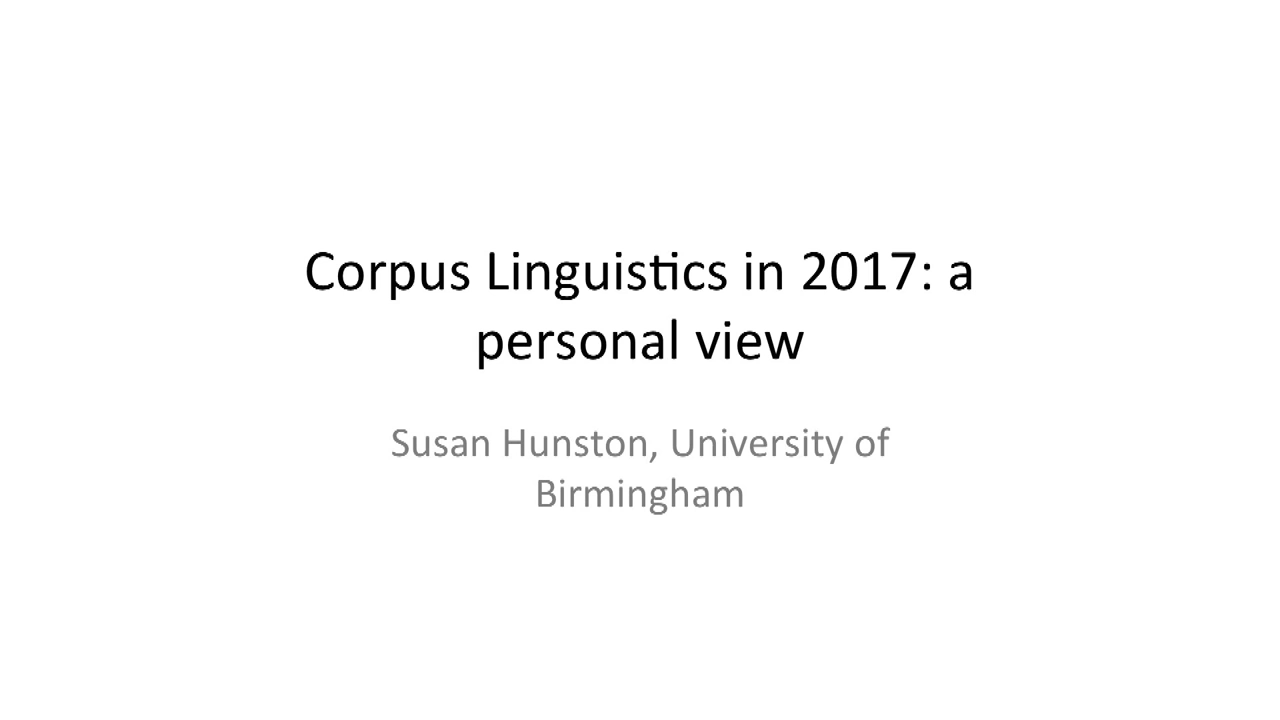 Corpus Linguistics in 2017: a
personal view
Susan Hunston, University of
Birmingham